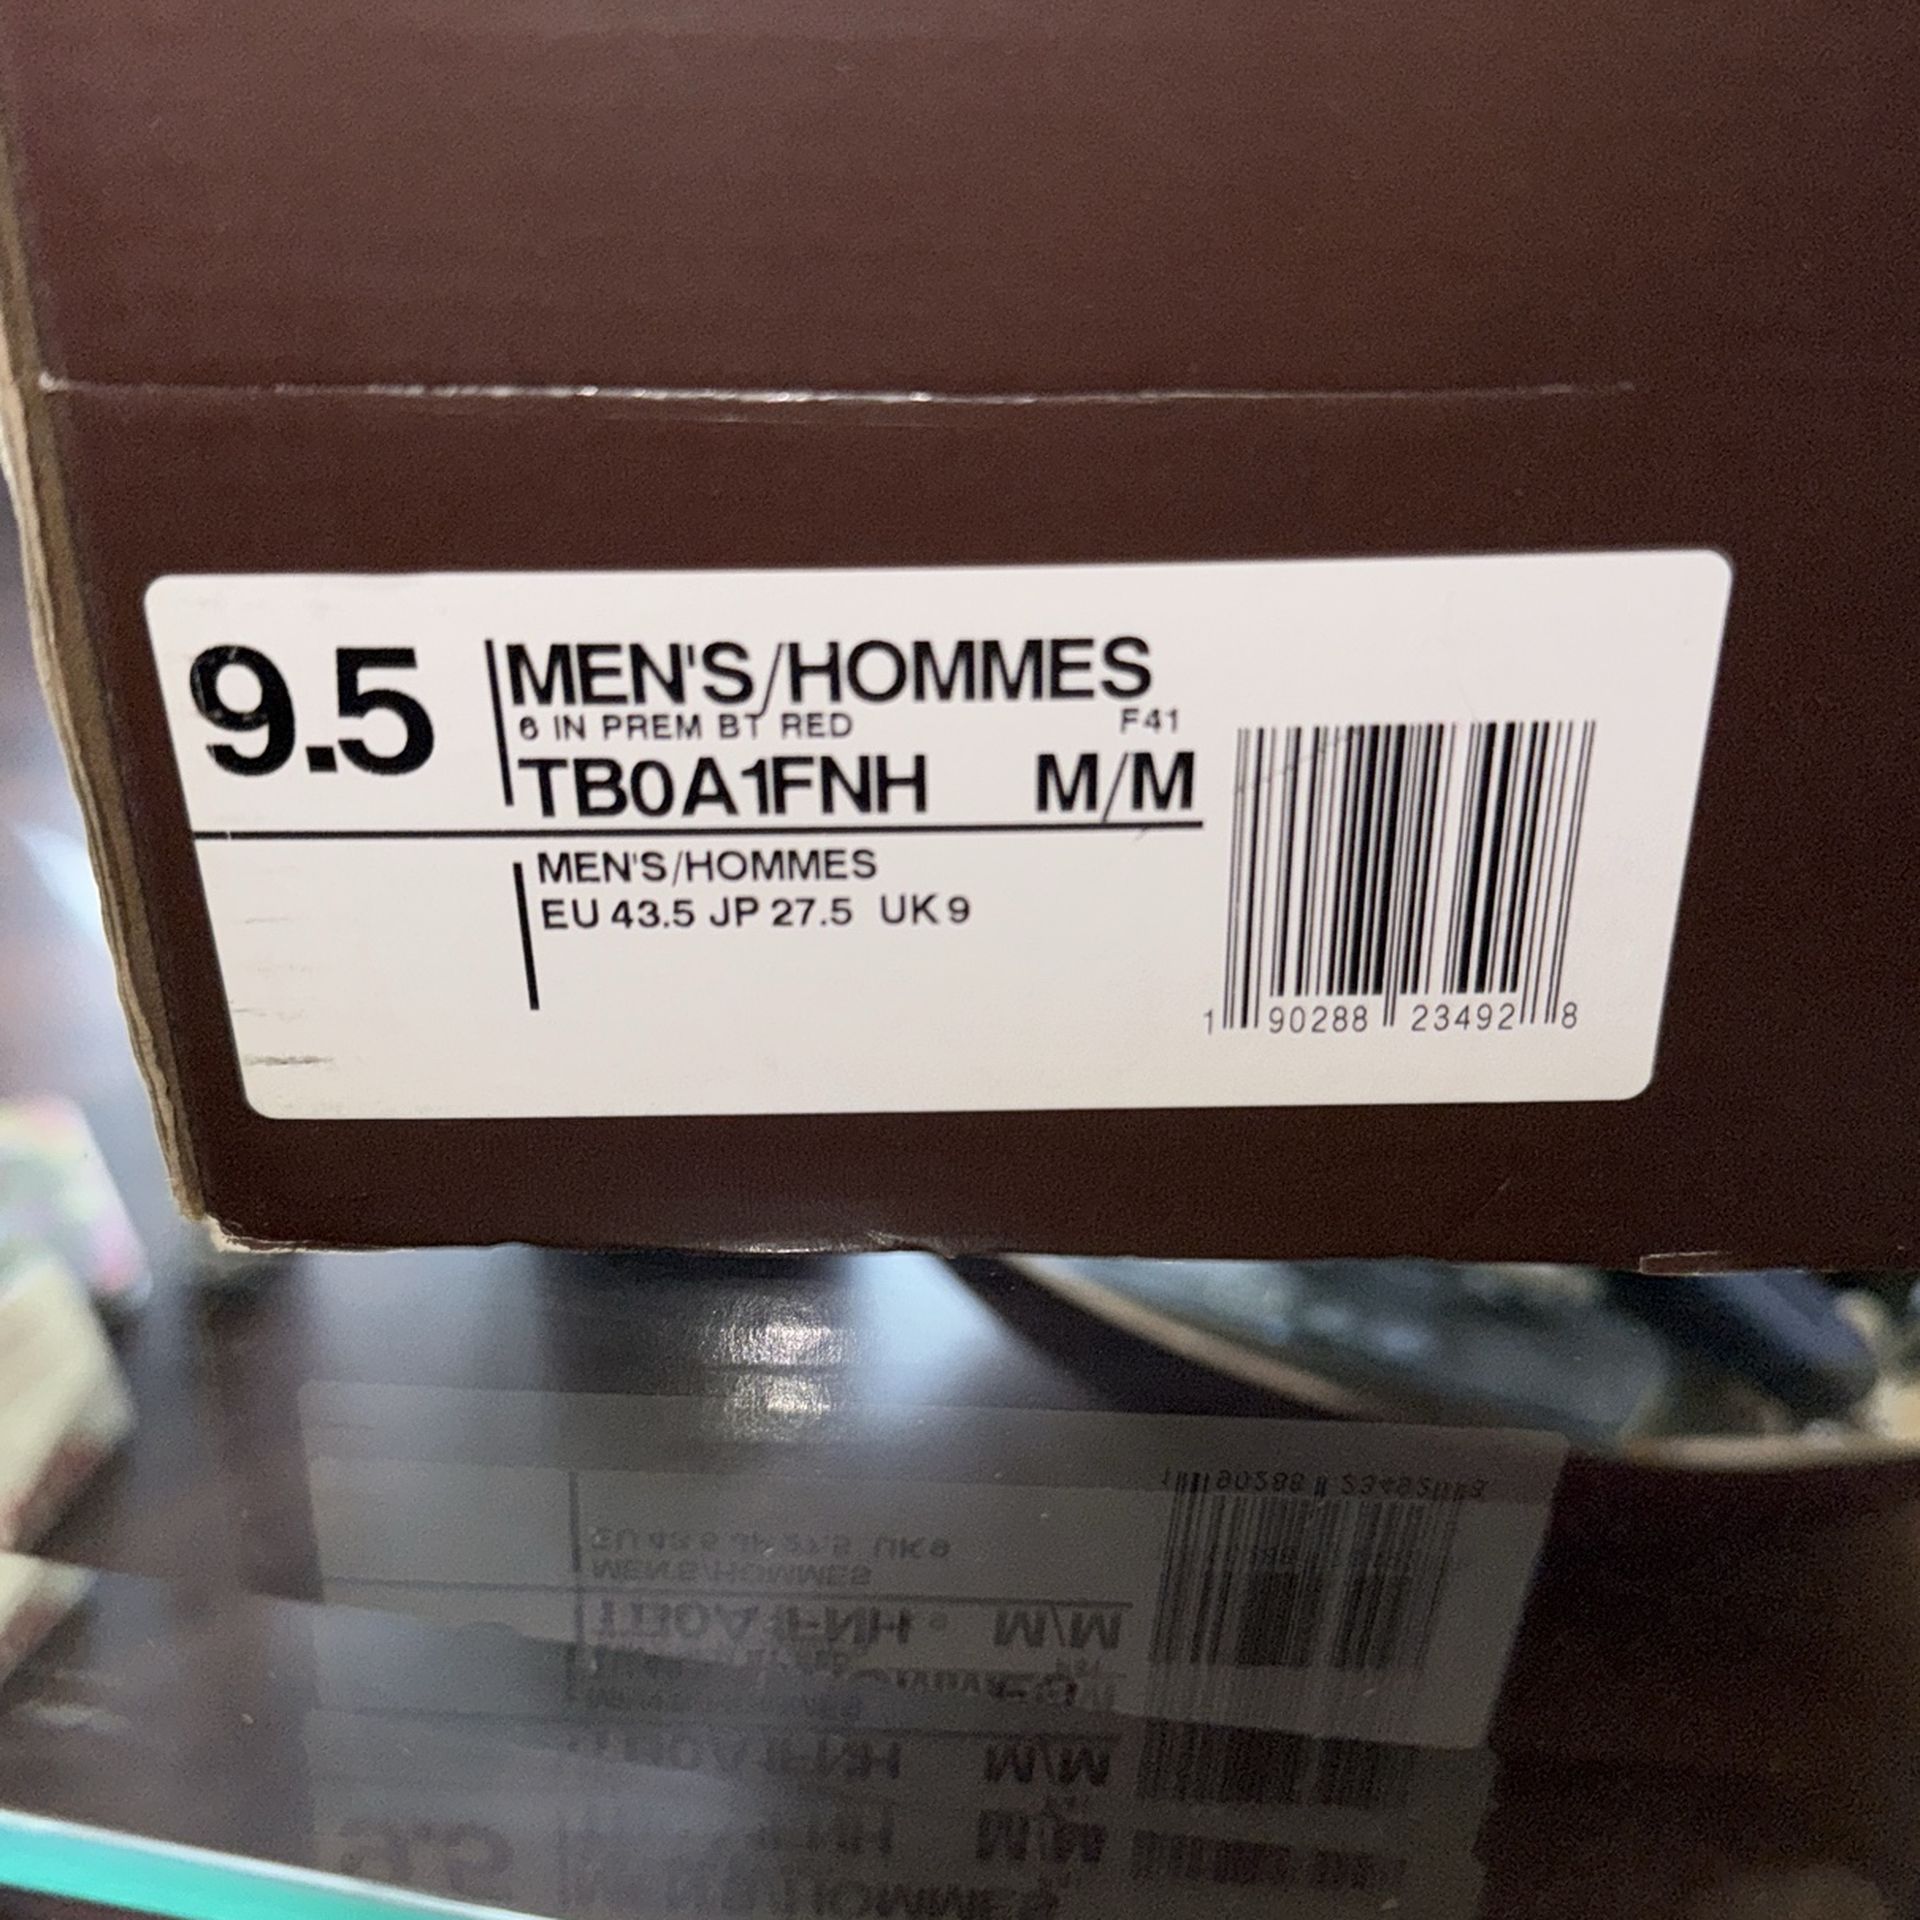 9.5
MEN'S/HOMMES
6 IN PREM BT RED F41
TB0A1FNH M/M
MEN'S/HOMMES
EU 43.5 JP 27.5 UK 9
1 90288 23492 8